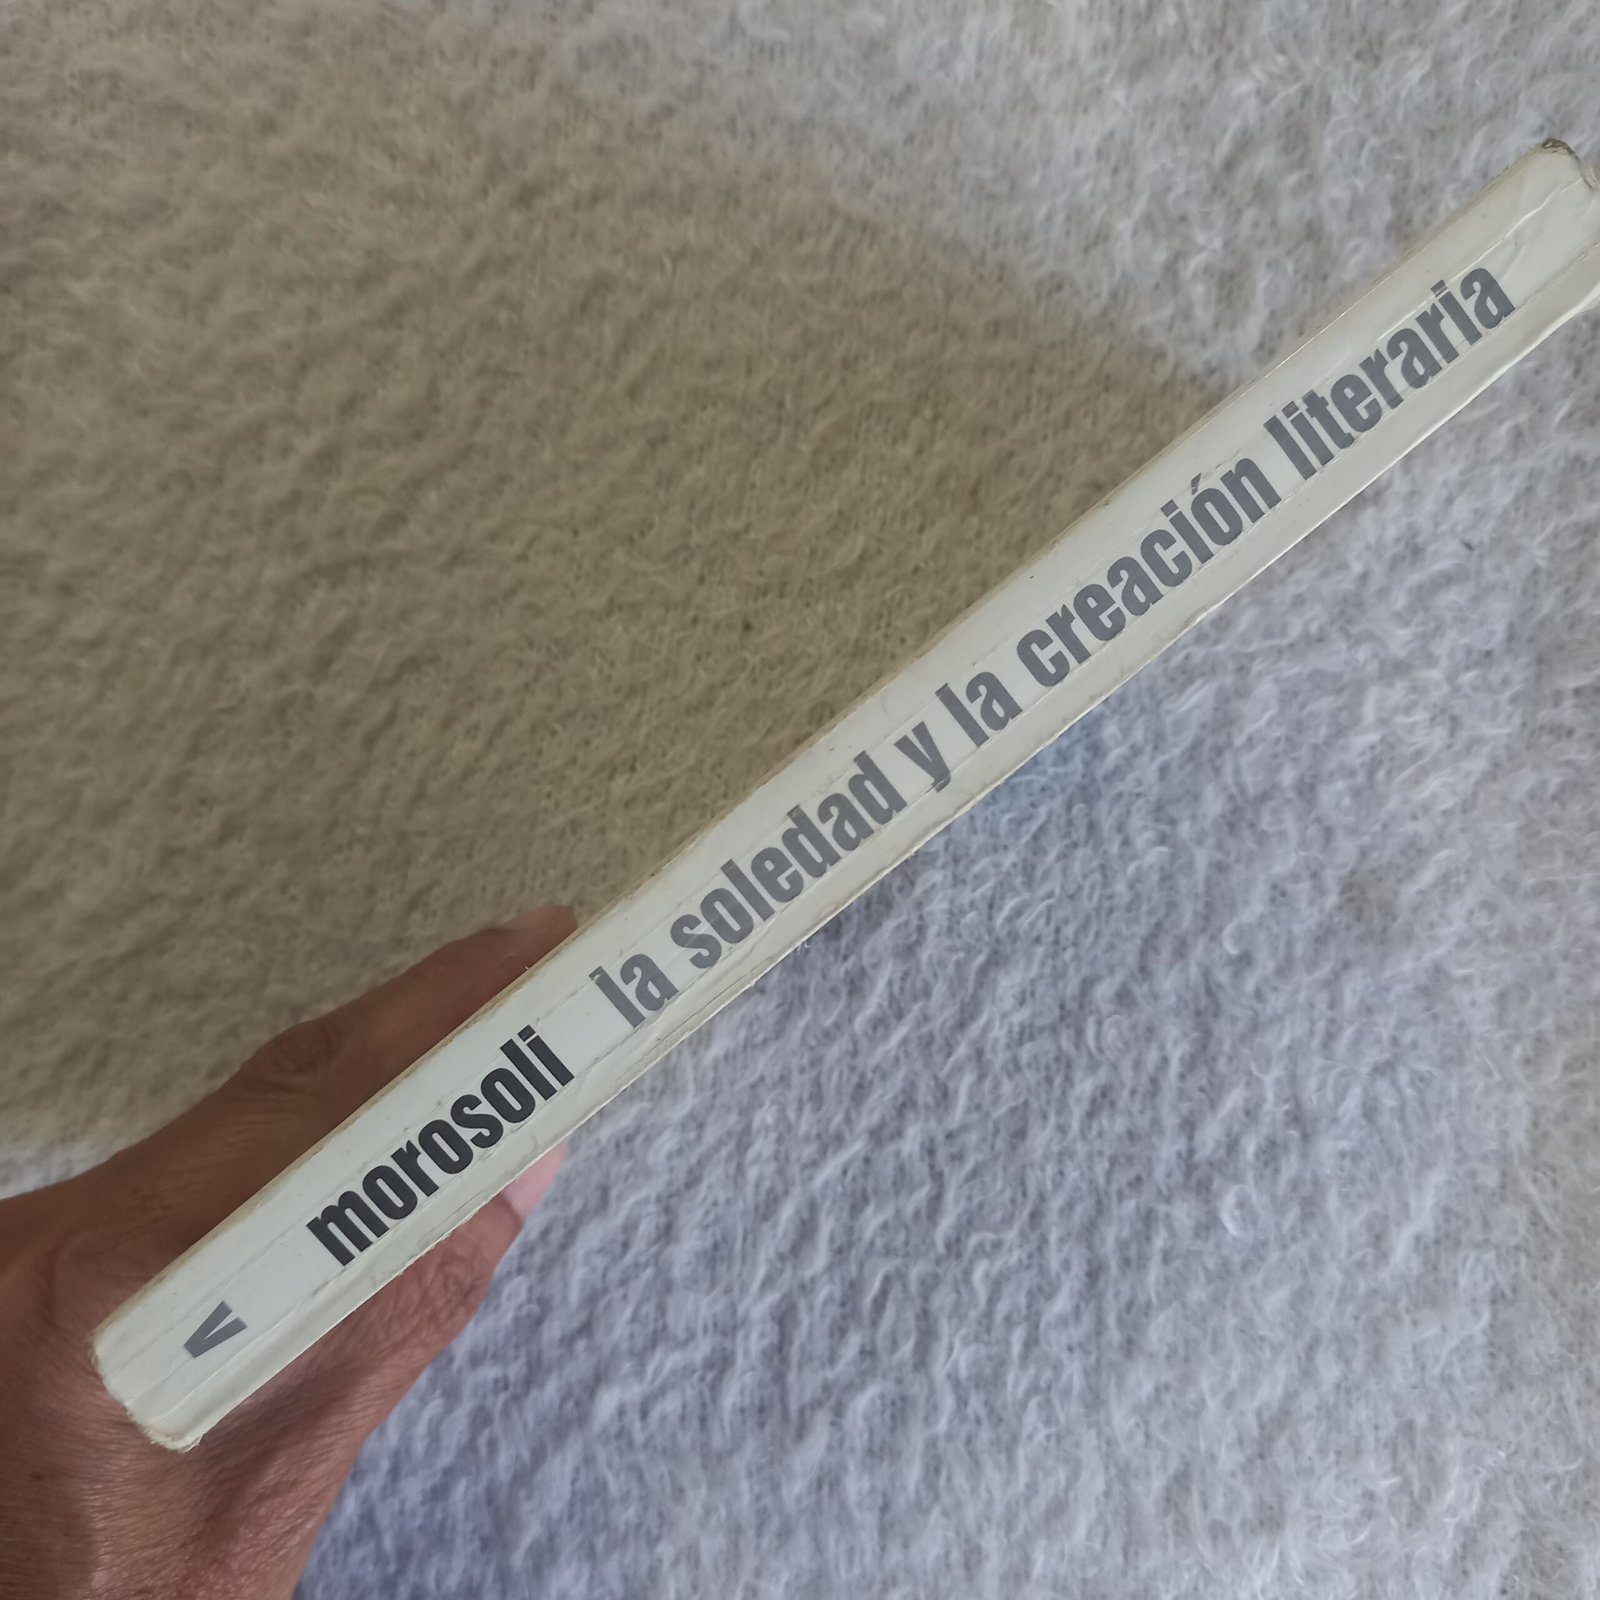 V
morosoli la soledad y la creación literaria